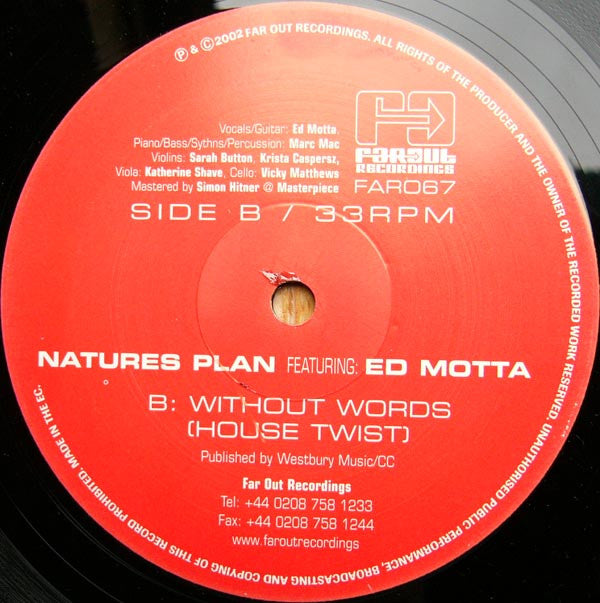 ℗ & © 2002 FAR OUT RECORDINGS. ALL RIGHTS OF THE PRODUCER AND THE OWNER OF THE RECORDED WORK RESERVED. UNAUTHORISED PUBLIC PERFORMANCE, BROADCASTING AND COPYING OF THIS RECORD PROHIBITED. MADE IN THE EC.
Vocals/Guitar: Ed Motta.
Piano/Bass/Sythns/Percussion: Marc Mac
Violins: Sarah Button, Krista Caspersz,
Viola: Katherine Shave, Cello: Vicky Matthews
Mastered by Simon Hitner @ Masterpiece
FAROUT
RECORDINGS
FAR067
SIDE B / 33RPM
NATURES PLAN FEATURING: ED MOTTA
B: WITHOUT WORDS
(HOUSE TWIST)
Published by Westbury Music/CC
Far Out Recordings
Tel: +44 0208 758 1233
Fax: +44 0208 758 1244
www.faroutrecordings